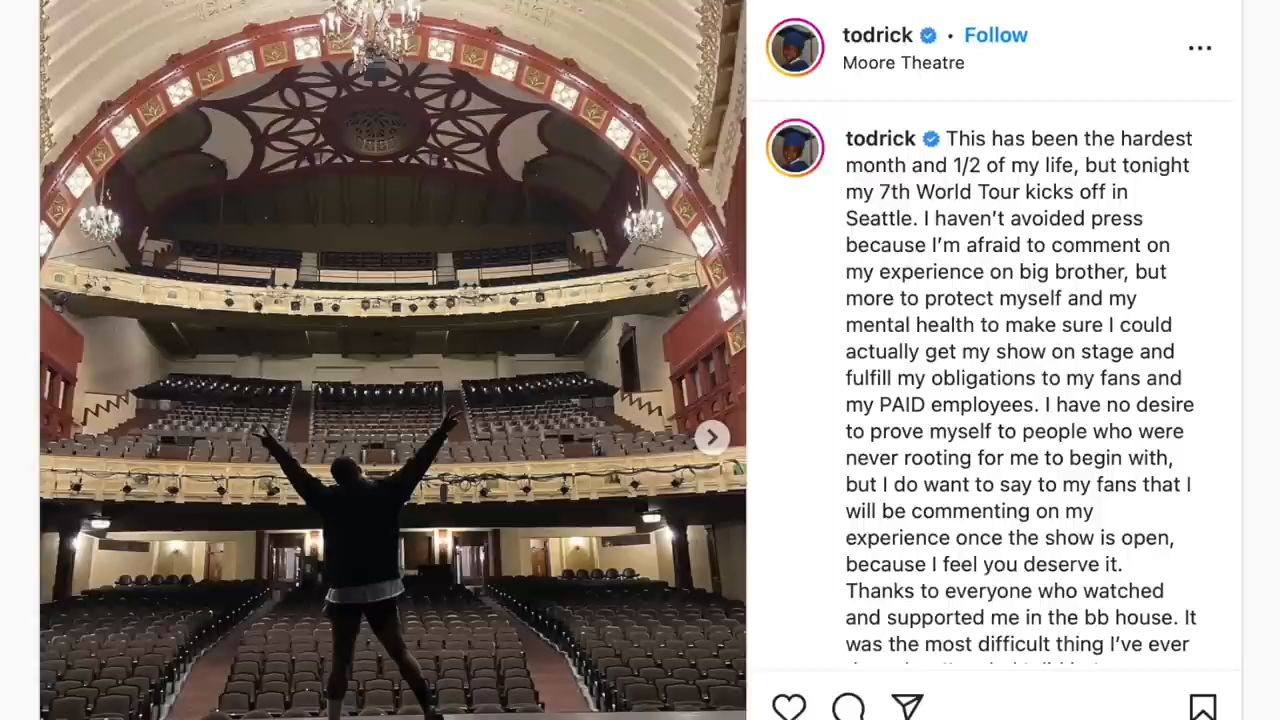 todrick • Follow
Moore Theatre
todrick This has been the hardest
month and 1/2 of my life, but tonight
my 7th World Tour kicks off in
Seattle. I haven’t avoided press
because I’m afraid to comment on
my experience on big brother, but
more to protect myself and my
mental health to make sure I could
actually get my show on stage and
fulfill my obligations to my fans and
my PAID employees. I have no desire
to prove myself to people who were
never rooting for me to begin with,
but I do want to say to my fans that I
will be commenting on my
experience once the show is open,
because I feel you deserve it.
Thanks to everyone who watched
and supported me in the bb house. It
was the most difficult thing I’ve ever